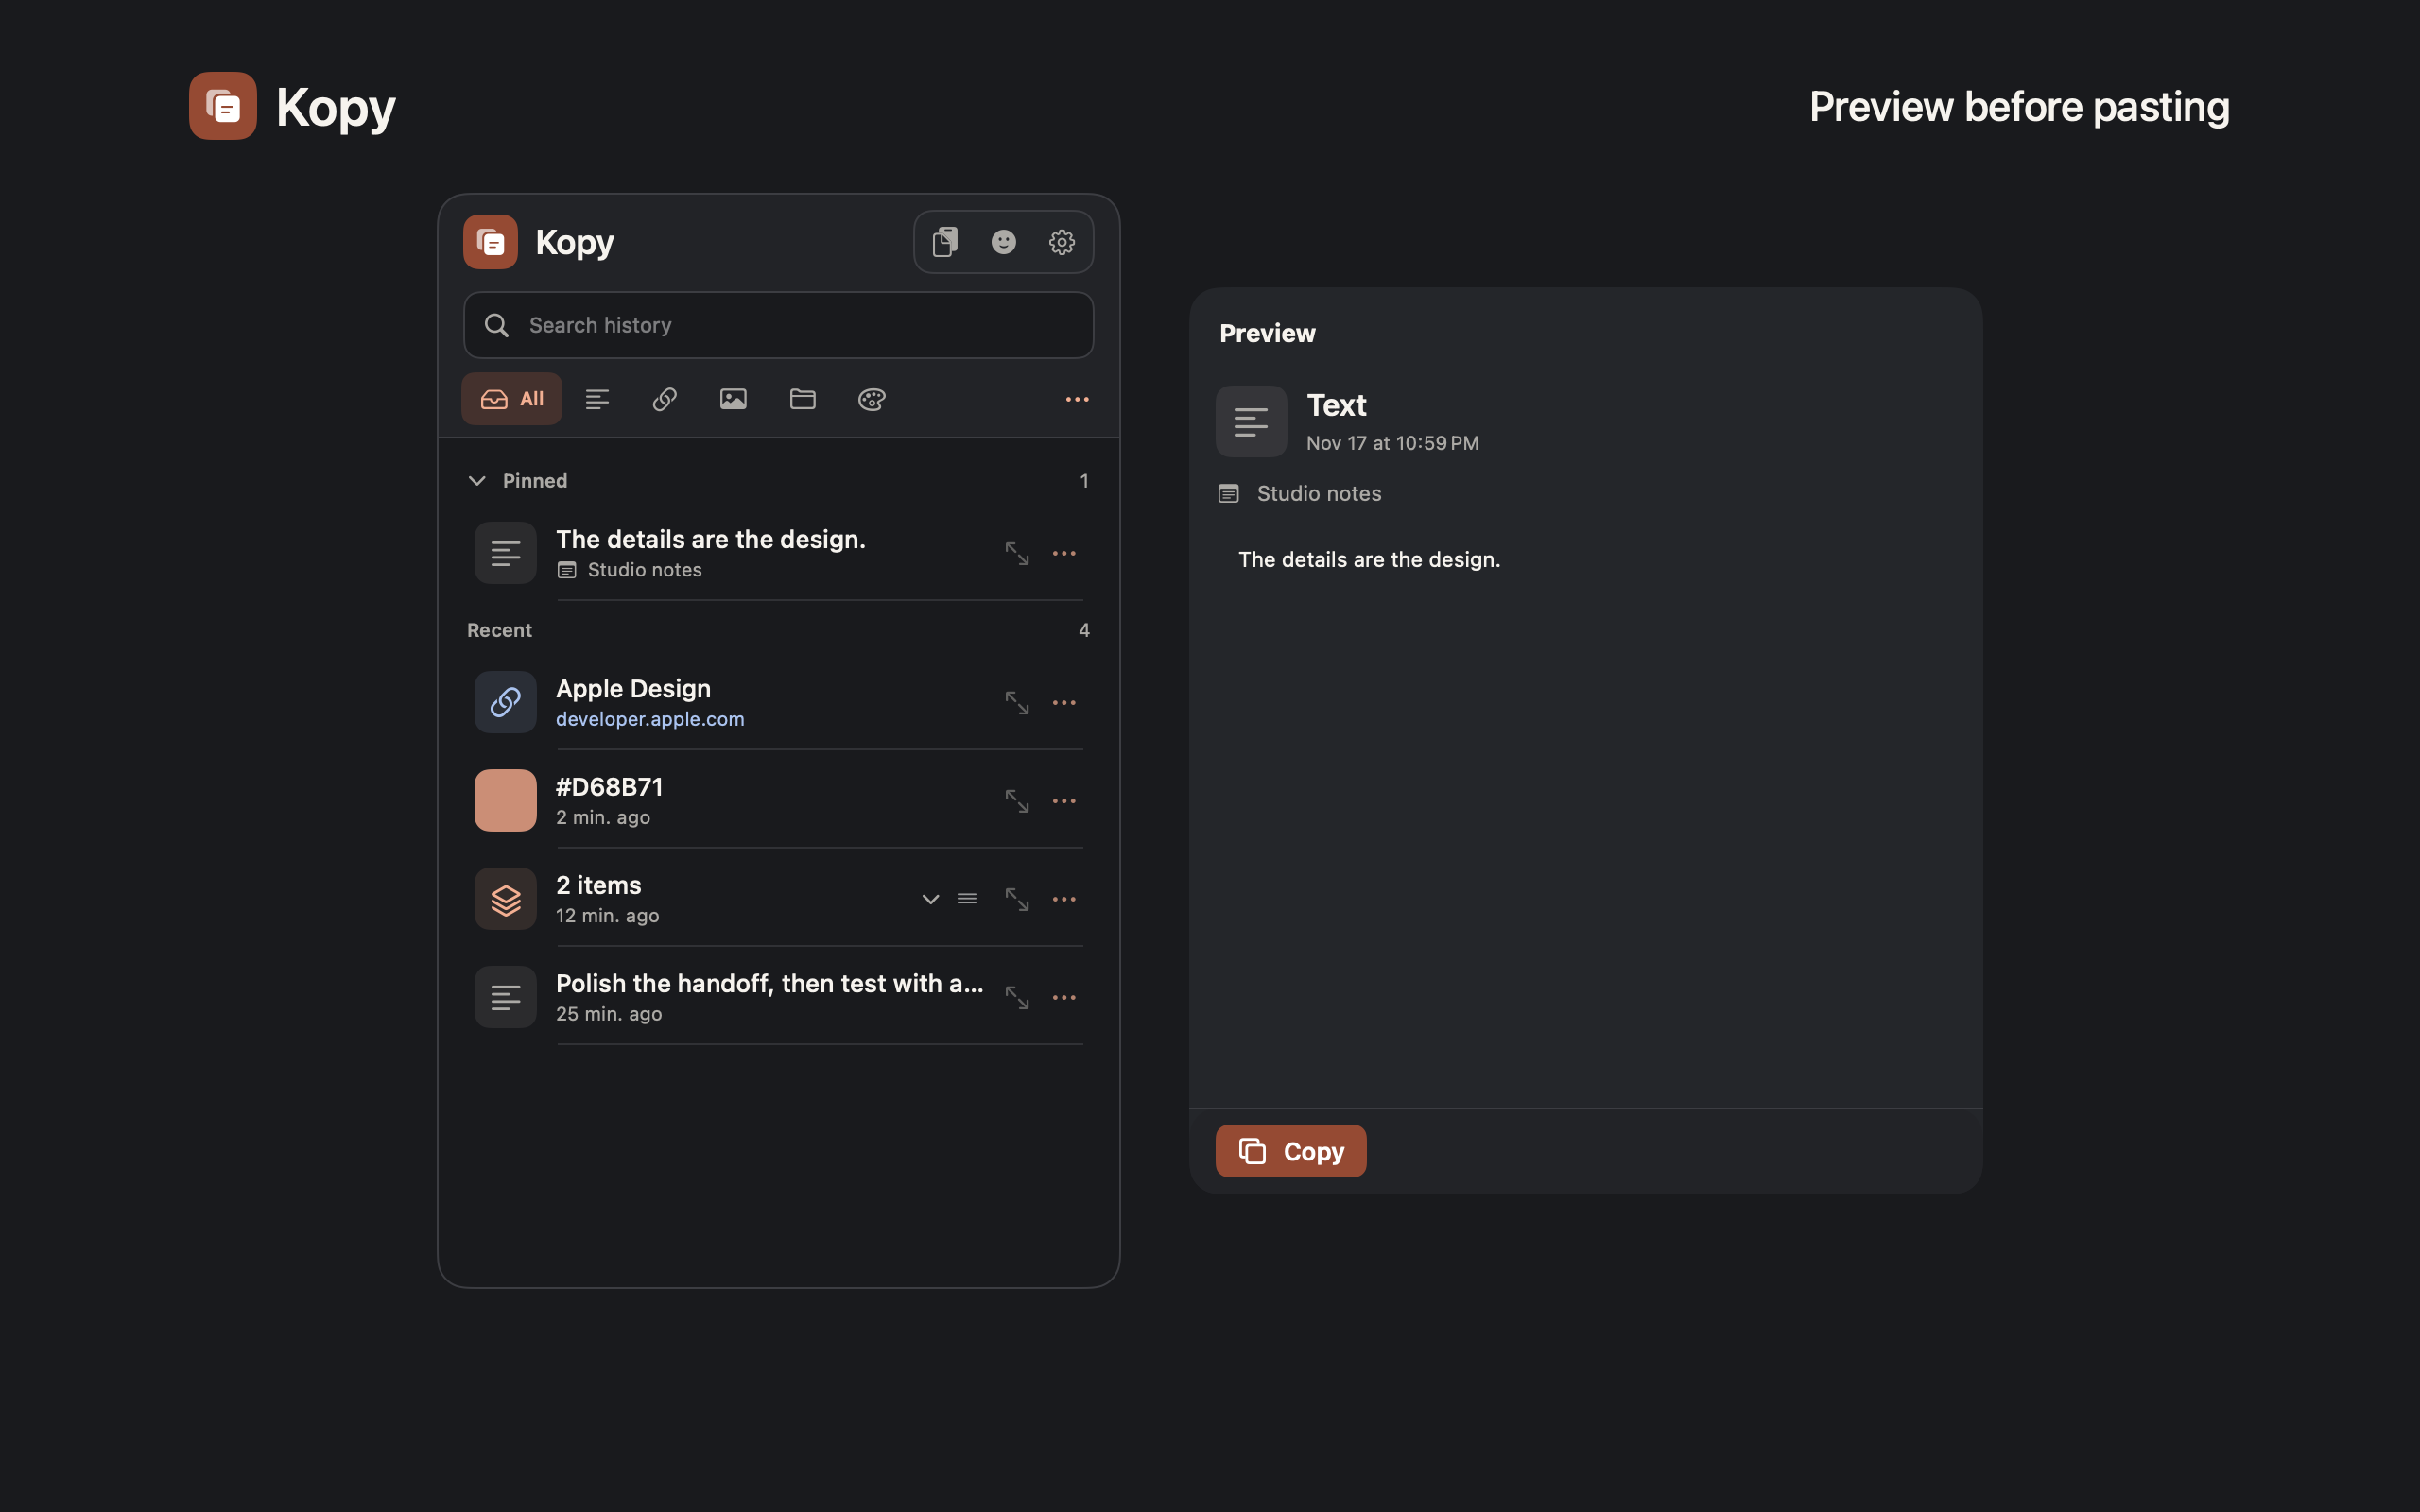 Kopy
Preview before pasting
Kopy
Search history
All
Pinned
1
The details are the design.
Studio notes
Recent
4
Apple Design
developer.apple.com
#D68B71
2 min. ago
2 items
12 min. ago
Polish the handoff, then test with a...
25 min. ago
Preview
Text
Nov 17 at 10:59 PM
Studio notes
The details are the design.
Copy